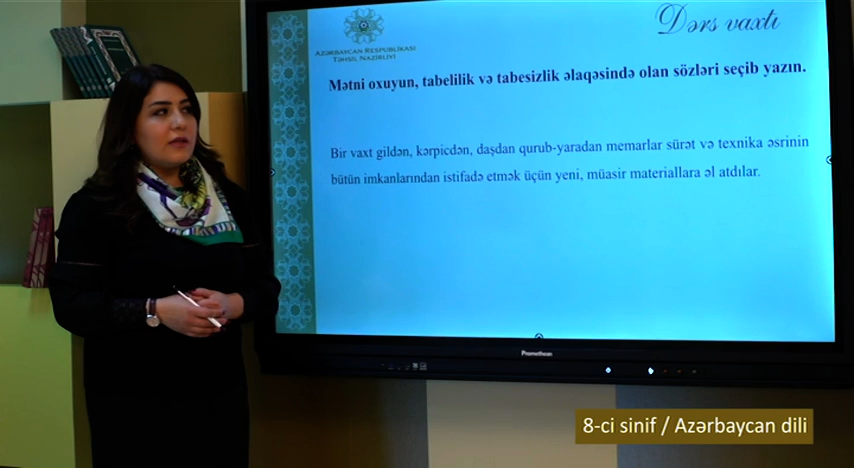 Dərs vaxtı
AZƏRBAYCAN RESPUBLİKASI
TƏHSİL NAZİRLİYİ
Mətni oxuyun, tabelilik və tabesizlik əlaqəsində olan sözləri seçib yazın.
Bir vaxt gildən, kərpicdən, daşdan qurub-yaradan memarlar sürət və texnika əsrinin
bütün imkanlarından istifadə etmək üçün yeni, müasir materiallara əl atdılar.
Promethean
8-ci sinif / Azərbaycan dili